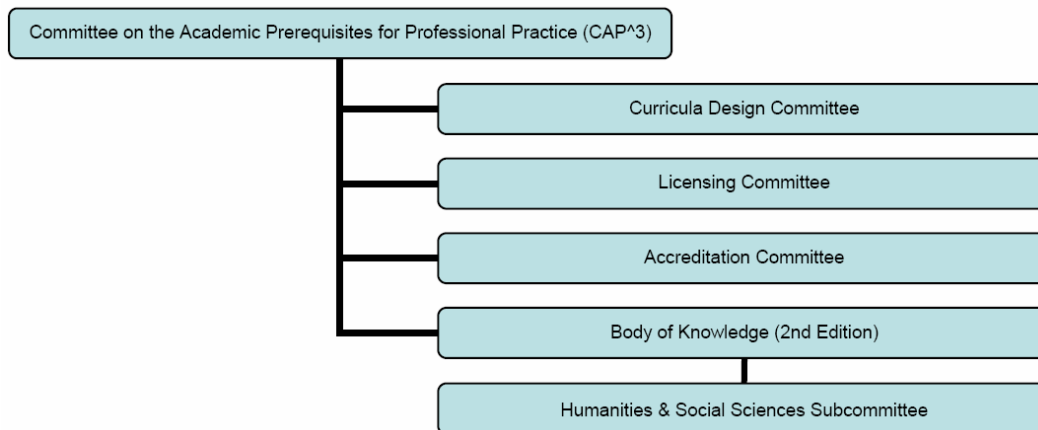 Committee on the Academic Prerequisites for Professional Practice (CAP^3)
Curricula Design Committee
Licensing Committee
Accreditation Committee
Body of Knowledge (2nd Edition)
Humanities & Social Sciences Subcommittee